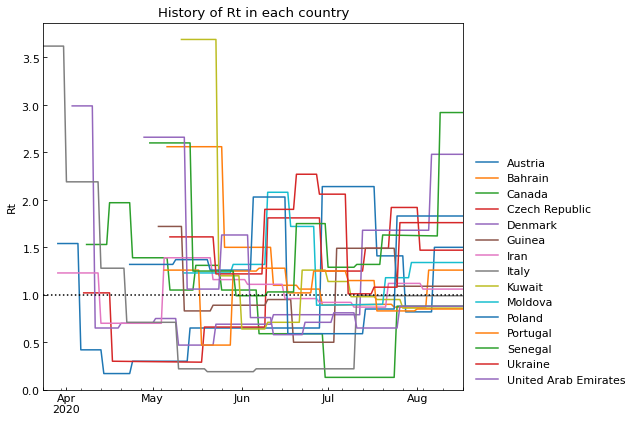 History of Rt in each country
Rt
3.5
3.0
2.5
2.0
1.5
1.0
0.5
0.0
Apr
2020
May
Jun
Jul
Aug
Austria
Bahrain
Canada
Czech Republic
Denmark
Guinea
Iran
Italy
Kuwait
Moldova
Poland
Portugal
Senegal
Ukraine
United Arab Emirates